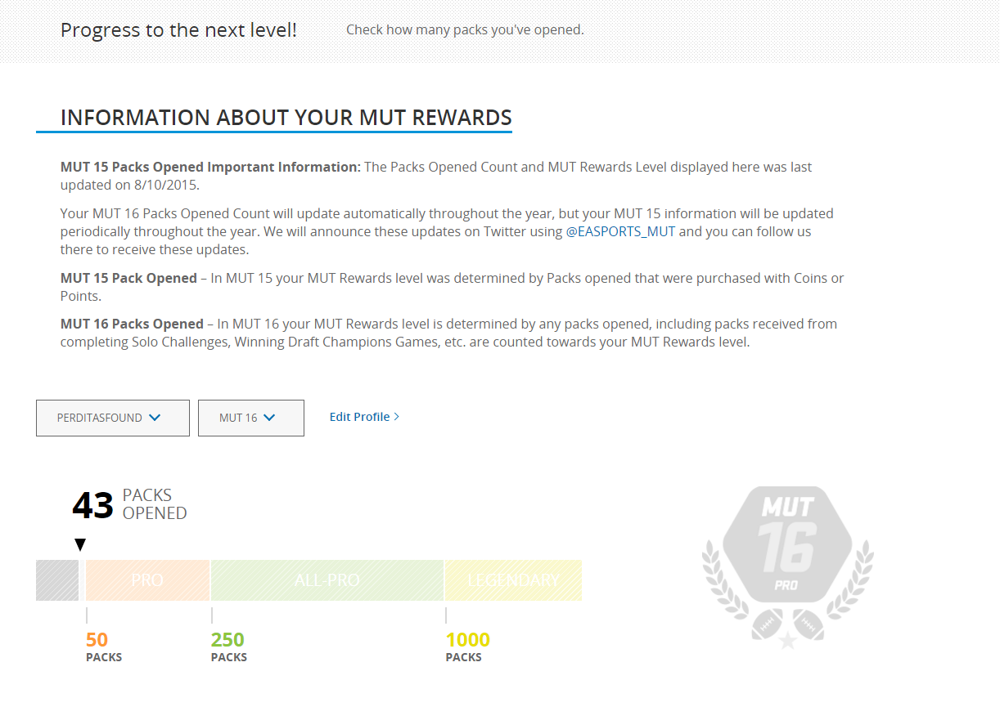 Progress to the next level!
Check how many packs you've opened.
INFORMATION ABOUT YOUR MUT REWARDS
MUT 15 Packs Opened Important Information: The Packs Opened Count and MUT Rewards Level displayed here was last
updated on 8/10/2015.
Your MUT 16 Packs Opened Count will update automatically throughout the year, but your MUT 15 information will be updated
periodically throughout the year. We will announce these updates on Twitter using @EASPORTS_MUT and you can follow us
there to receive these updates.
MUT 15 Pack Opened – In MUT 15 your MUT Rewards level was determined by Packs opened that were purchased with Coins or
Points.
MUT 16 Packs Opened – In MUT 16 your MUT Rewards level is determined by any packs opened, including packs received from
completing Solo Challenges, Winning Draft Champions Games, etc. are counted towards your MUT Rewards level.
PERDITASFOUND
MUT 16
Edit Profile >
43 PACKS
OPENED
PRO
ALL-PRO
LEGENDARY
50
PACKS
250
PACKS
1000
PACKS
MUT
16
PRO